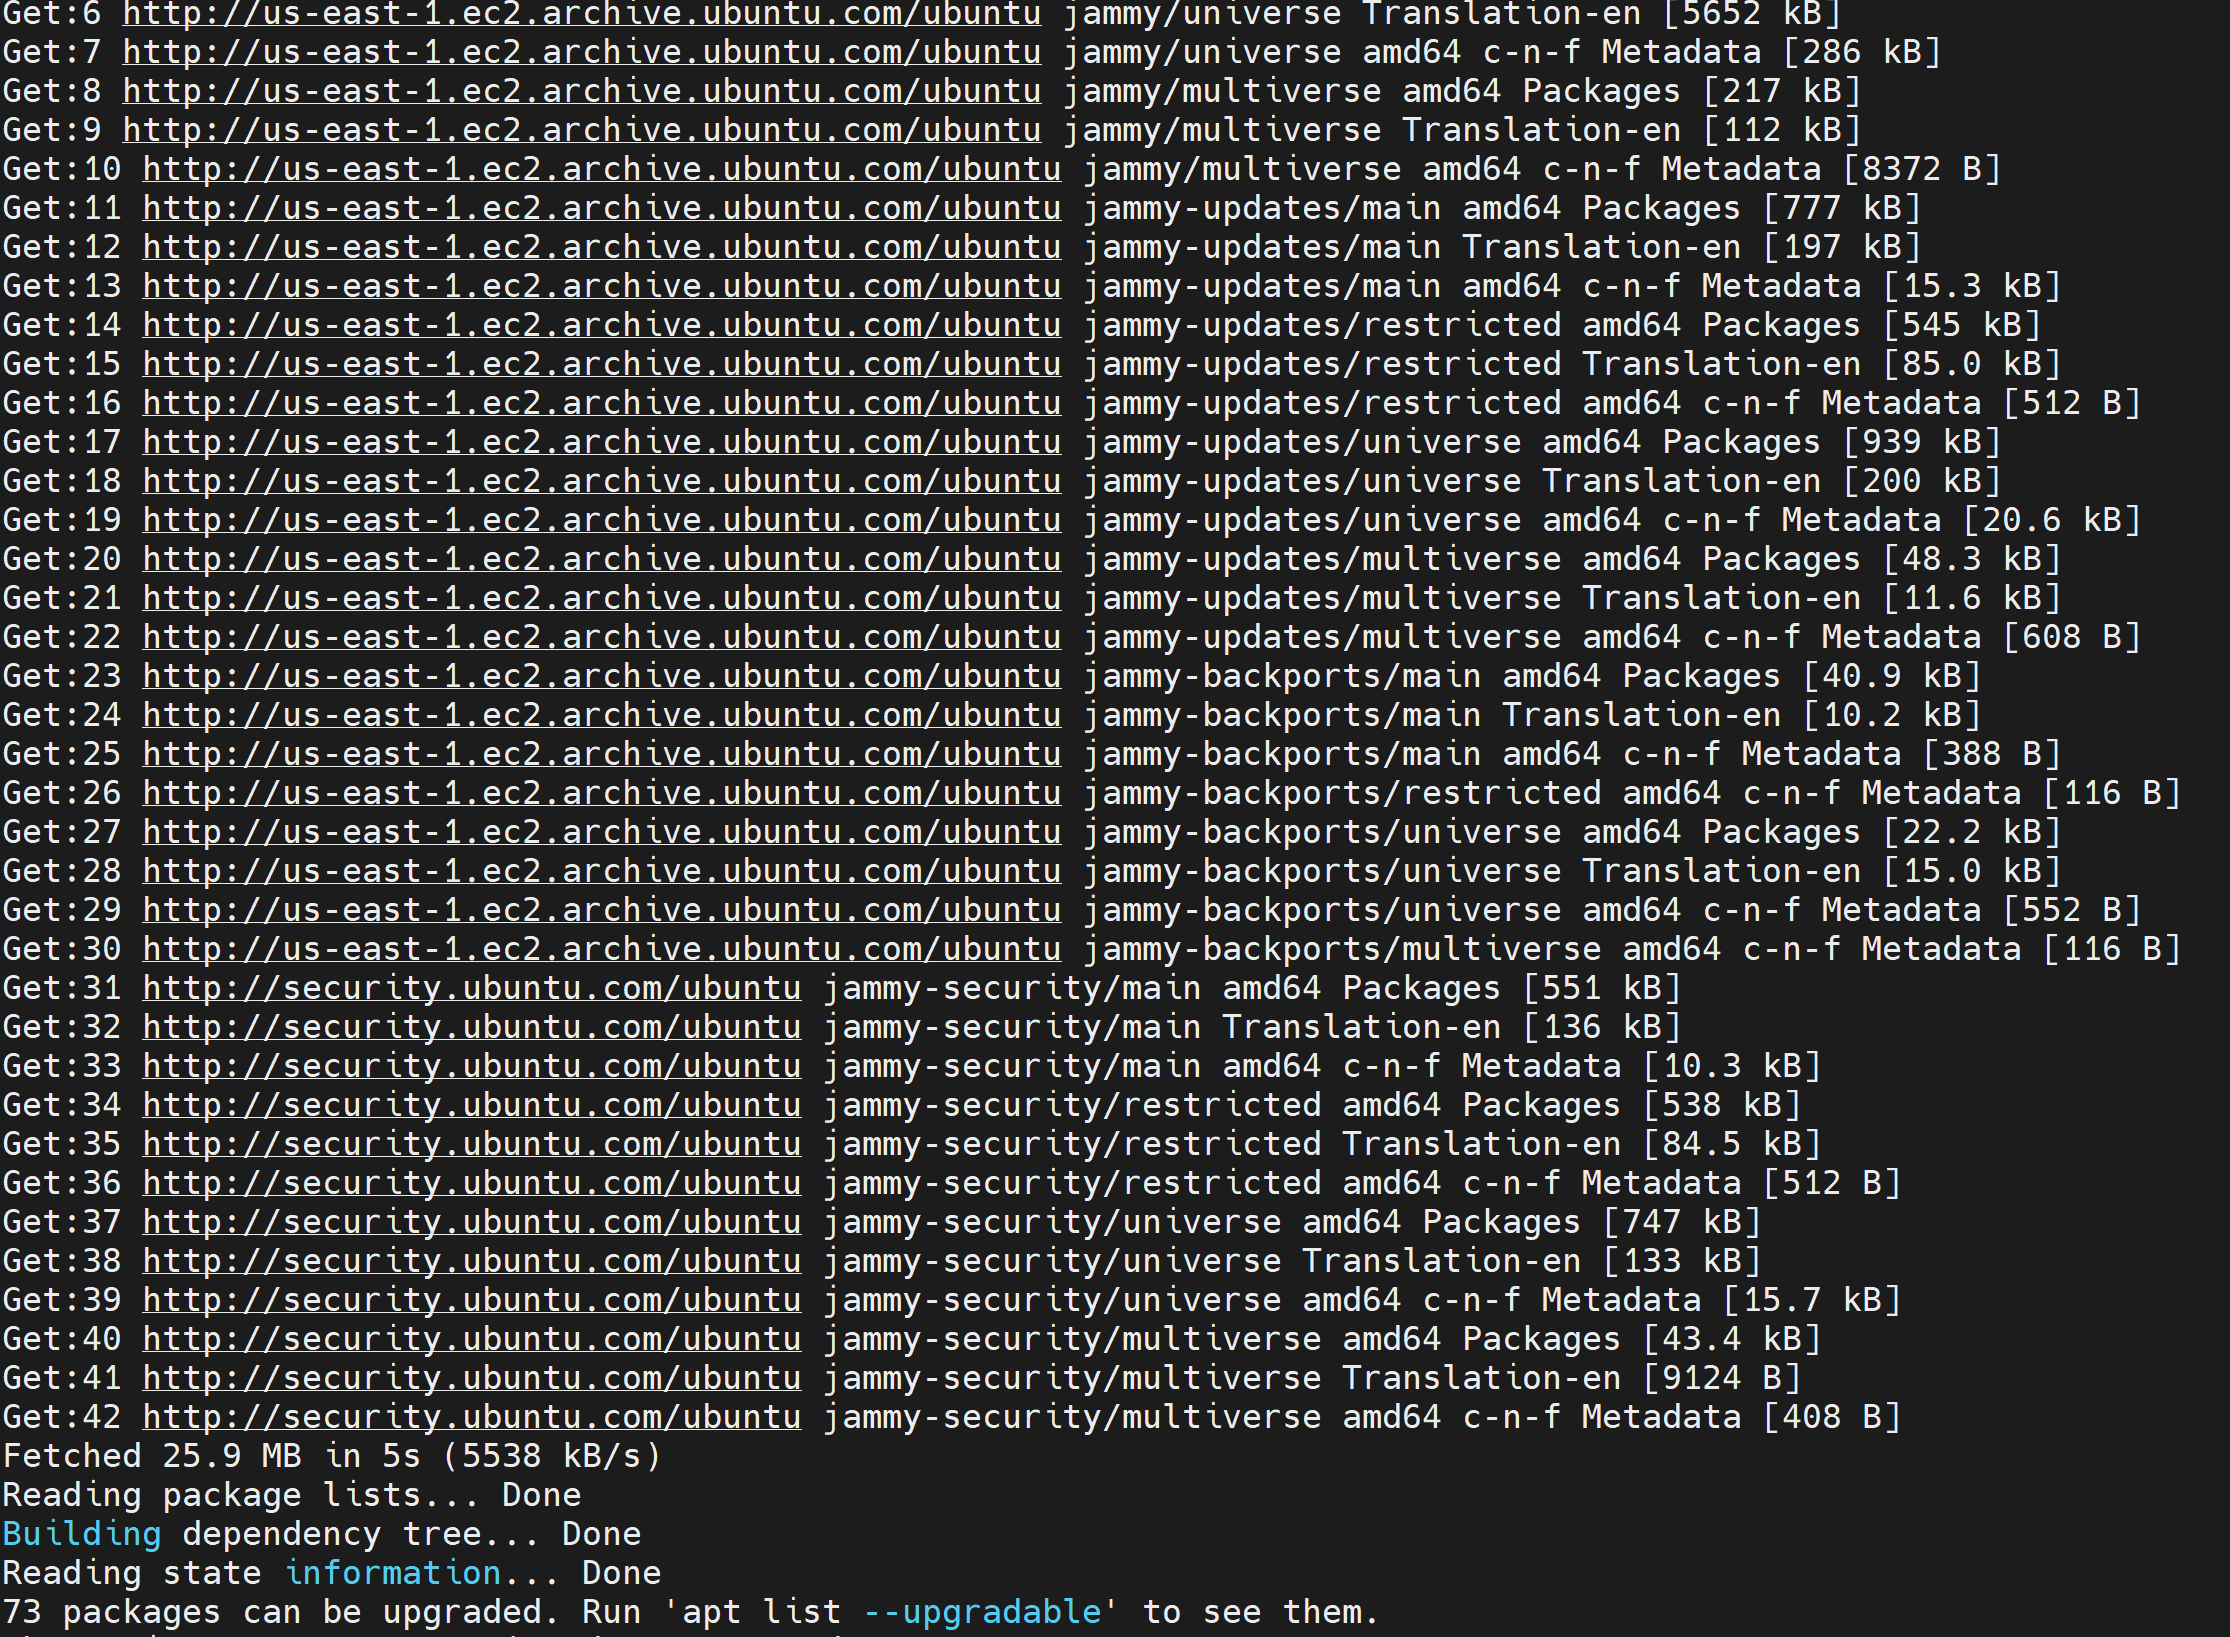 Get:6 http://us-east-1.ec2.archive.ubuntu.com/ubuntu jammy/universe Translation-en [5652 kB]
Get:7 http://us-east-1.ec2.archive.ubuntu.com/ubuntu jammy/universe amd64 c-n-f Metadata [286 kB]
Get:8 http://us-east-1.ec2.archive.ubuntu.com/ubuntu jammy/multiverse amd64 Packages [217 kB]
Get:9 http://us-east-1.ec2.archive.ubuntu.com/ubuntu jammy/multiverse Translation-en [112 kB]
Get:10 http://us-east-1.ec2.archive.ubuntu.com/ubuntu jammy/multiverse amd64 c-n-f Metadata [8372 B]
Get:11 http://us-east-1.ec2.archive.ubuntu.com/ubuntu jammy-updates/main amd64 Packages [777 kB]
Get:12 http://us-east-1.ec2.archive.ubuntu.com/ubuntu jammy-updates/main Translation-en [197 kB]
Get:13 http://us-east-1.ec2.archive.ubuntu.com/ubuntu jammy-updates/main amd64 c-n-f Metadata [15.3 kB]
Get:14 http://us-east-1.ec2.archive.ubuntu.com/ubuntu jammy-updates/restricted amd64 Packages [545 kB]
Get:15 http://us-east-1.ec2.archive.ubuntu.com/ubuntu jammy-updates/restricted Translation-en [85.0 kB]
Get:16 http://us-east-1.ec2.archive.ubuntu.com/ubuntu jammy-updates/restricted amd64 c-n-f Metadata [512 B]
Get:17 http://us-east-1.ec2.archive.ubuntu.com/ubuntu jammy-updates/universe amd64 Packages [939 kB]
Get:18 http://us-east-1.ec2.archive.ubuntu.com/ubuntu jammy-updates/universe Translation-en [200 kB]
Get:19 http://us-east-1.ec2.archive.ubuntu.com/ubuntu jammy-updates/universe amd64 c-n-f Metadata [20.6 kB]
Get:20 http://us-east-1.ec2.archive.ubuntu.com/ubuntu jammy-updates/multiverse amd64 Packages [48.3 kB]
Get:21 http://us-east-1.ec2.archive.ubuntu.com/ubuntu jammy-updates/multiverse Translation-en [11.6 kB]
Get:22 http://us-east-1.ec2.archive.ubuntu.com/ubuntu jammy-updates/multiverse amd64 c-n-f Metadata [608 B]
Get:23 http://us-east-1.ec2.archive.ubuntu.com/ubuntu jammy-backports/main amd64 Packages [40.9 kB]
Get:24 http://us-east-1.ec2.archive.ubuntu.com/ubuntu jammy-backports/main Translation-en [10.2 kB]
Get:25 http://us-east-1.ec2.archive.ubuntu.com/ubuntu jammy-backports/main amd64 c-n-f Metadata [388 B]
Get:26 http://us-east-1.ec2.archive.ubuntu.com/ubuntu jammy-backports/restricted amd64 c-n-f Metadata [116 B]
Get:27 http://us-east-1.ec2.archive.ubuntu.com/ubuntu jammy-backports/universe amd64 Packages [22.2 kB]
Get:28 http://us-east-1.ec2.archive.ubuntu.com/ubuntu jammy-backports/universe Translation-en [15.0 kB]
Get:29 http://us-east-1.ec2.archive.ubuntu.com/ubuntu jammy-backports/universe amd64 c-n-f Metadata [552 B]
Get:30 http://us-east-1.ec2.archive.ubuntu.com/ubuntu jammy-backports/multiverse amd64 c-n-f Metadata [116 B]
Get:31 http://security.ubuntu.com/ubuntu jammy-security/main amd64 Packages [551 kB]
Get:32 http://security.ubuntu.com/ubuntu jammy-security/main Translation-en [136 kB]
Get:33 http://security.ubuntu.com/ubuntu jammy-security/main amd64 c-n-f Metadata [10.3 kB]
Get:34 http://security.ubuntu.com/ubuntu jammy-security/restricted amd64 Packages [538 kB]
Get:35 http://security.ubuntu.com/ubuntu jammy-security/restricted Translation-en [84.5 kB]
Get:36 http://security.ubuntu.com/ubuntu jammy-security/restricted amd64 c-n-f Metadata [512 B]
Get:37 http://security.ubuntu.com/ubuntu jammy-security/universe amd64 Packages [747 kB]
Get:38 http://security.ubuntu.com/ubuntu jammy-security/universe Translation-en [133 kB]
Get:39 http://security.ubuntu.com/ubuntu jammy-security/universe amd64 c-n-f Metadata [15.7 kB]
Get:40 http://security.ubuntu.com/ubuntu jammy-security/multiverse amd64 Packages [43.4 kB]
Get:41 http://security.ubuntu.com/ubuntu jammy-security/multiverse Translation-en [9124 B]
Get:42 http://security.ubuntu.com/ubuntu jammy-security/multiverse amd64 c-n-f Metadata [408 B]
Fetched 25.9 MB in 5s (5538 kB/s)
Reading package lists... Done
Building dependency tree... Done
Reading state information... Done
73 packages can be upgraded. Run 'apt list --upgradable' to see them.